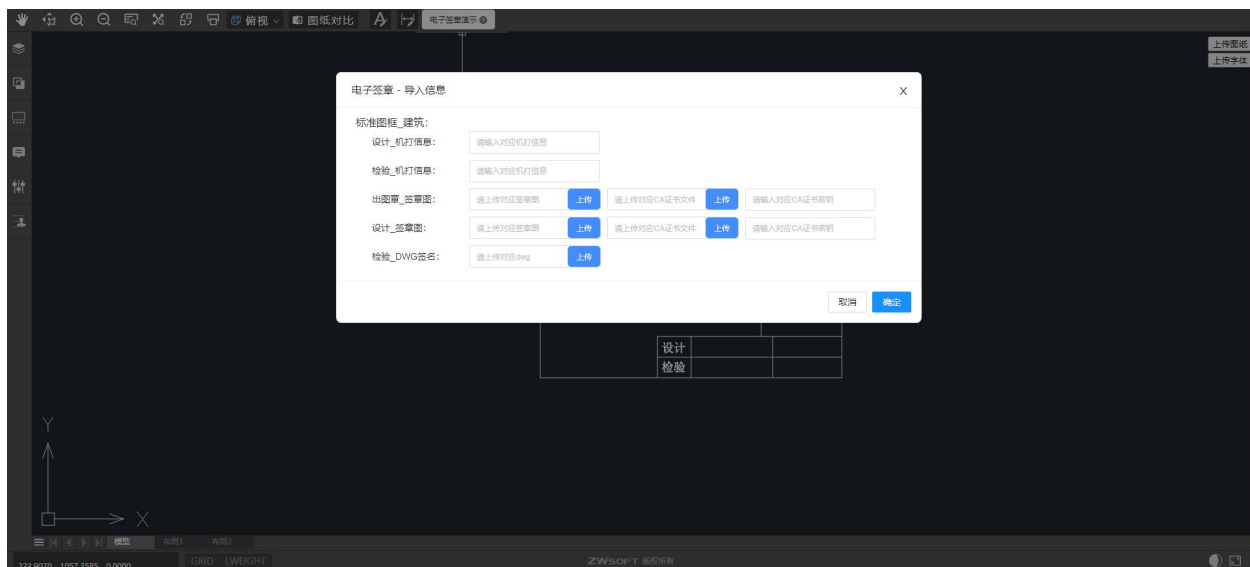 俯视 图纸对比 电子签章演示
上传图纸
上传字体
电子签章 - 导入信息 X
标准图框_建筑:
设计_机打信息: 请输入对应机打信息
检验_机打信息: 请输入对应机打信息
出图章_签章图: 请上传对应签章图 上传 请上传对应CA证书文件 上传 请输入对应CA证书密钥
设计_签章图: 请上传对应签章图 上传 请上传对应CA证书文件 上传 请输入对应CA证书密钥
检验_DWG签名: 请上传对应dwg 上传
取消 确定
设计
检验
Y
X
模型 布局1 布局2
223.9070 1057.3585 0.0000 GRID LWEIGHT ZWSOFT 版权所有